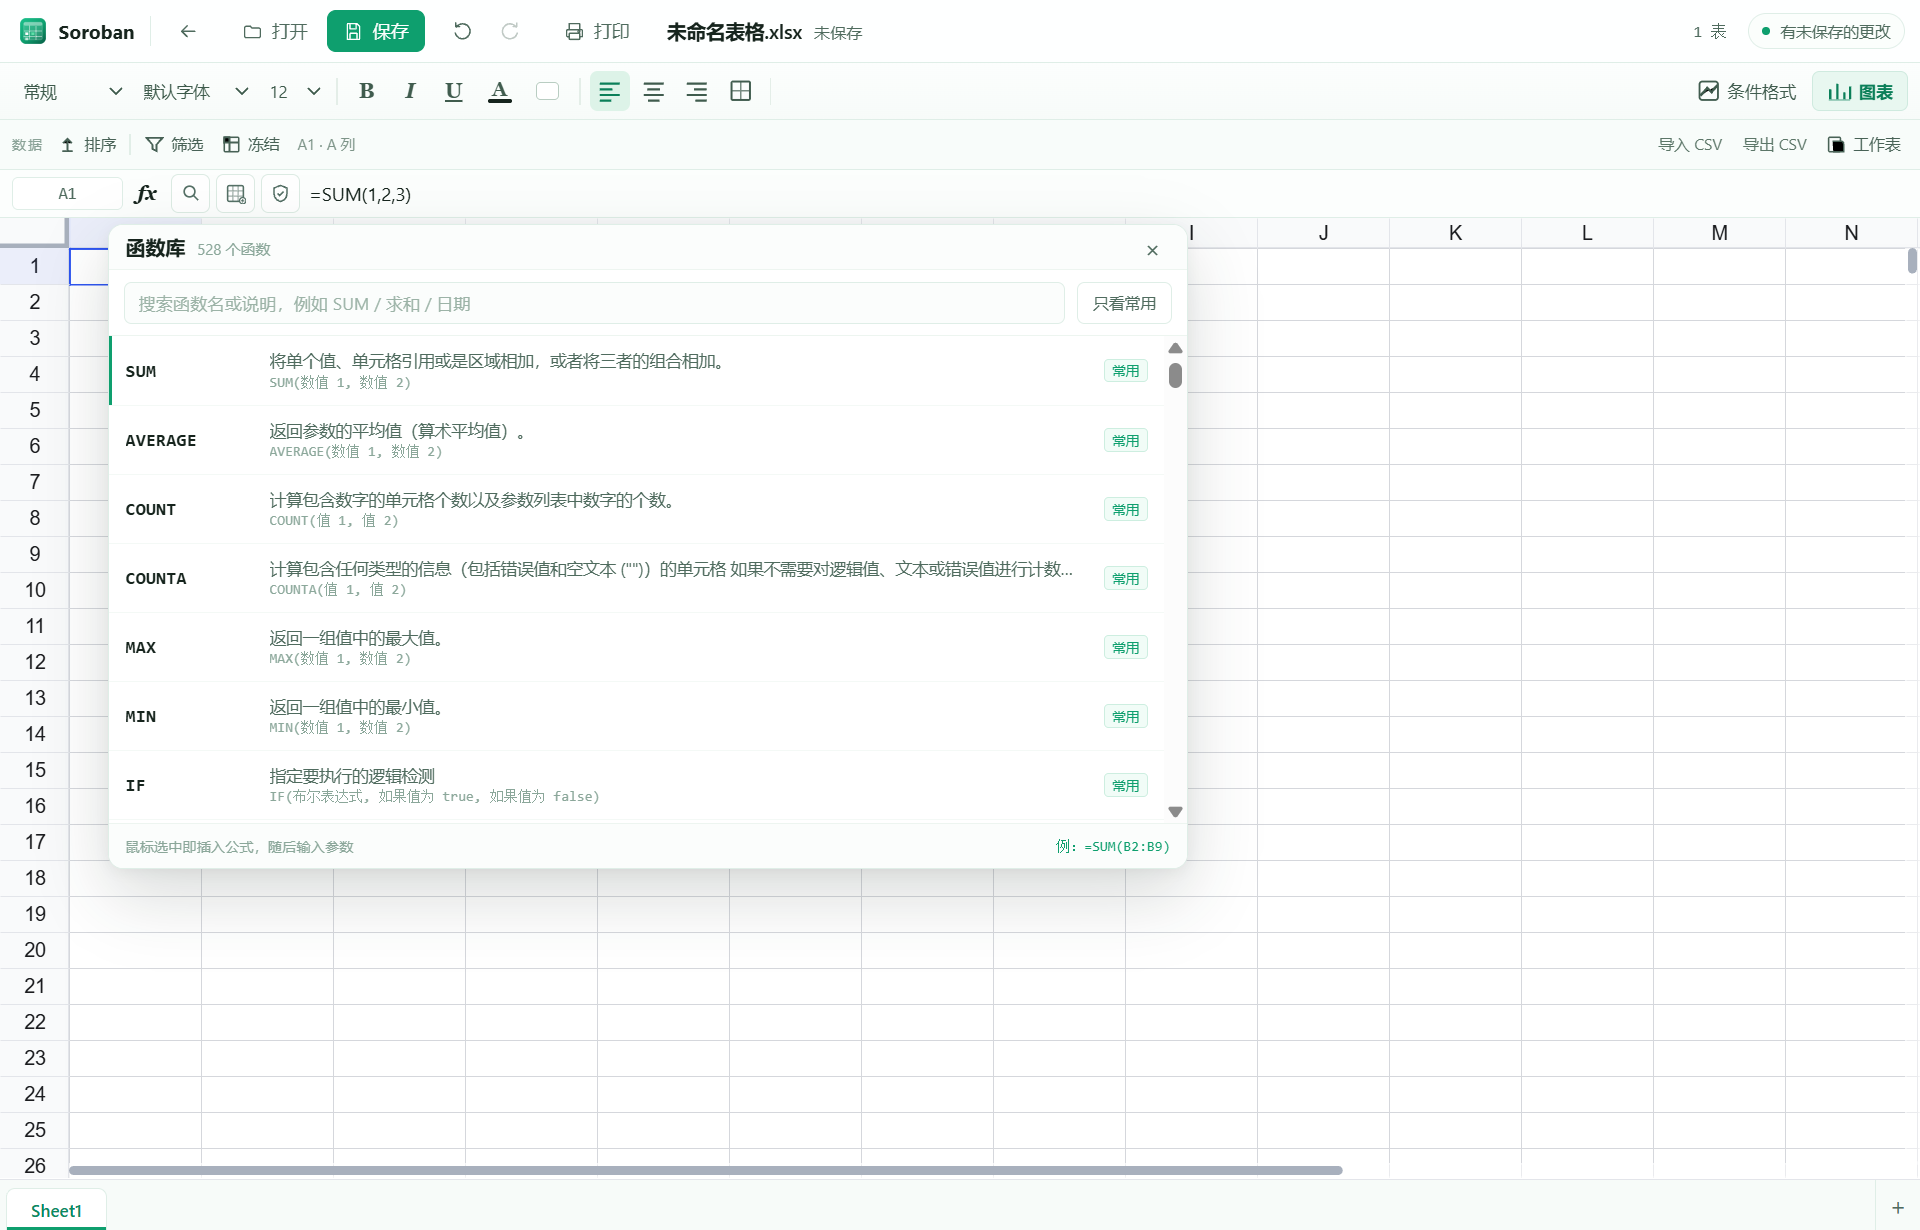 Soroban
打开
保存
打印
未命名表格.xlsx 未保存
1 表
有未保存的更改
常规
默认字体
12
B I U A
条件格式
图表
数据
排序
筛选
冻结
A1 · A 列
导入 CSV
导出 CSV
工作表
A1
fx
=SUM(1,2,3)
I J K L M N
函数库 528 个函数
搜索函数名或说明，例如 SUM / 求和 / 日期
只看常用
SUM
将单个值、单元格引用或是区域相加，或者将三者的组合相加。
SUM(数值 1, 数值 2)
常用
AVERAGE
返回参数的平均值（算术平均值）。
AVERAGE(数值 1, 数值 2)
常用
COUNT
计算包含数字的单元格个数以及参数列表中数字的个数。
COUNT(值 1, 值 2)
常用
COUNTA
计算包含任何类型的信息（包括错误值和空文本 ("")）的单元格 如果不需要对逻辑值、文本或错误值进行计数...
COUNTA(值 1, 值 2)
常用
MAX
返回一组值中的最大值。
MAX(数值 1, 数值 2)
常用
MIN
返回一组值中的最小值。
MIN(数值 1, 数值 2)
常用
IF
指定要执行的逻辑检测
IF(布尔表达式, 如果值为 true, 如果值为 false)
常用
鼠标选中即插入公式，随后输入参数
例：=SUM(B2:B9)
1
2
3
4
5
6
7
8
9
10
11
12
13
14
15
16
17
18
19
20
21
22
23
24
25
26
Sheet1
+